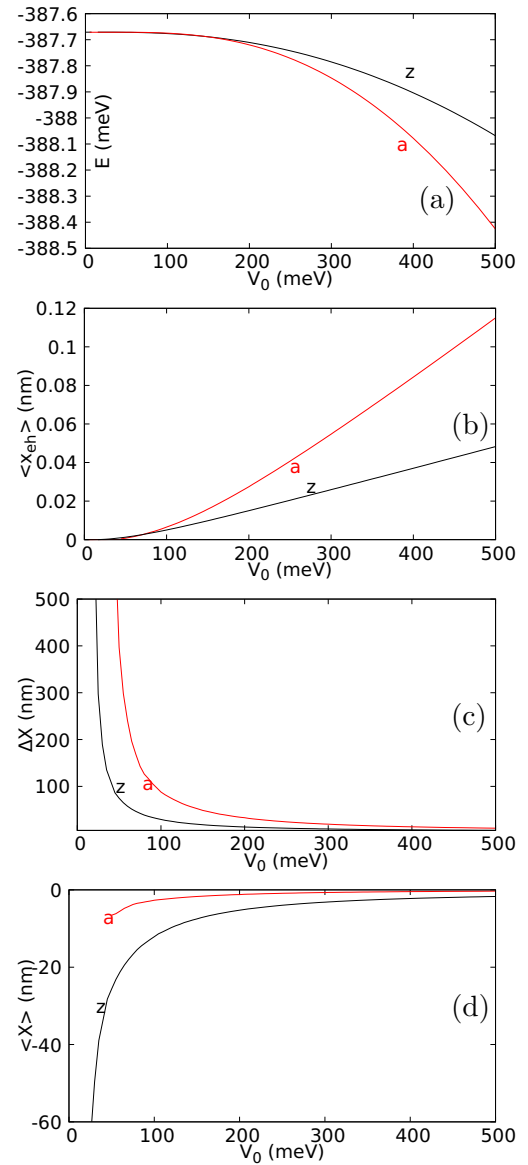 -387.6
-387.7
-387.8
-387.9
-388
-388.1
-388.2
-388.3
-388.4
-388.5
E (meV)
z
a
(a)
0 100 200 300 400 500
V0 (meV)
0.12
0.1
0.08
0.06
0.04
0.02
0
<xeh> (nm)
a
z
(b)
0 100 200 300 400 500
V0 (meV)
500
400
300
200
100
ΔX (nm)
z
a
(c)
0 100 200 300 400 500
V0 (meV)
0
-20
-40
-60
<X> (nm)
a
z
(d)
0 100 200 300 400 500
V0 (meV)